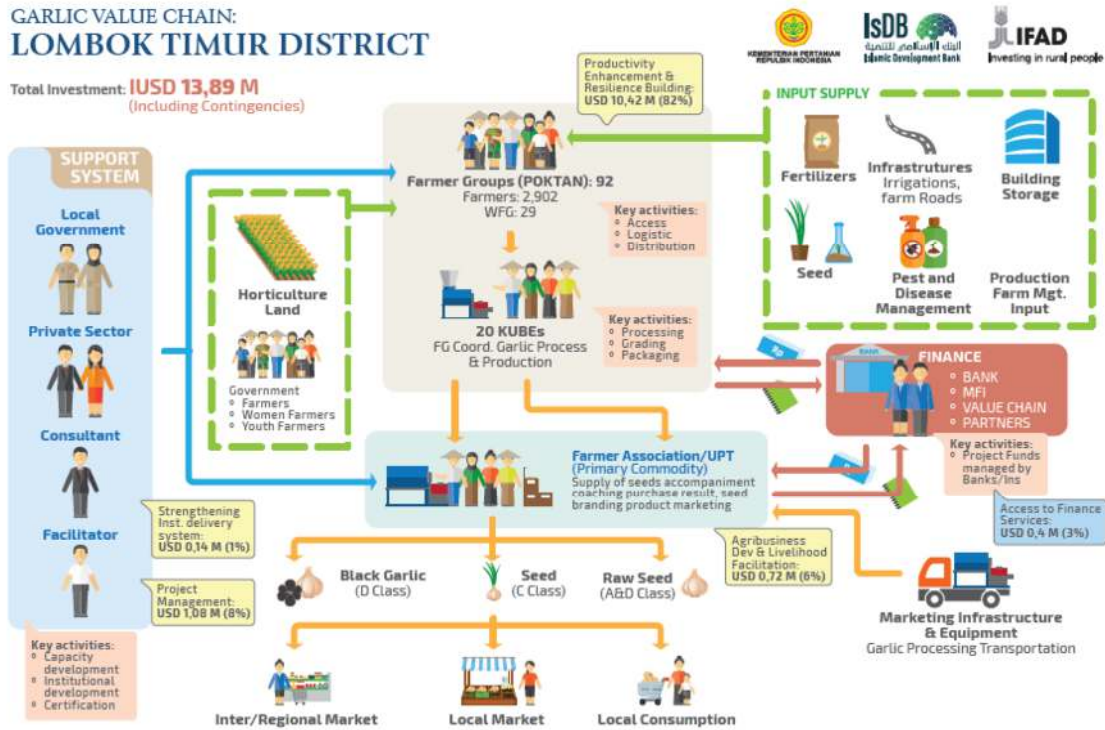 GARLIC VALUE CHAIN:
LOMBOK TIMUR DISTRICT
Total Investment: IUSD 13,89 M
(Including Contingencies)
KEMENTERIAN PERTANIAN
REPUBLIK INDONESIA
IsDB
البنك الإسلامي للتنمية
Islamic Development Bank
IFAD
Investing in rural people
SUPPORT
SYSTEM
Local
Government
Private Sector
Consultant
Facilitator
Key activities:
Capacity
development
Institutional
development
Certification
Strengthening
Inst. delivery
system:
USD 0,14 M (1%)
Project
Management:
USD 1,08 M (8%)
Horticulture
Land
Government
Farmers
Women Farmers
Youth Farmers
Productivity
Enhancement &
Resilience Building:
USD 10,42 M (82%)
Farmer Groups (POKTAN): 92
Farmers: 2,902
WFG: 29
Key activities:
Access
Logistic
Distribution
20 KUBEs
FG Coord. Garlic Process
& Production
Key activities:
Processing
Grading
Packaging
INPUT SUPPLY
Fertilizers
Infrastrutures
Irrigations,
farm Roads
Building
Storage
Seed
Pest and
Disease
Management
Production
Farm Mgt.
Input
Rp
BANK
FINANCE
BANK
MFI
VALUE CHAIN
PARTNERS
Key activities:
Project Funds
managed by
Banks/Ins
Access to Finance
Services:
USD 0,4 M (3%)
Farmer Association/UPT
(Primary Commodity)
Supply of seeds accompaniment
coaching purchase result, seed
branding product marketing
Agribusiness
Dev & Livelihood
Facilitation:
USD 0,72 M (6%)
Marketing Infrastructure
& Equipment
Garlic Processing Transportation
Black Garlic
(D Class)
Seed
(C Class)
Raw Seed
(A&D Class)
Inter/Regional Market
Local Market
Local Consumption